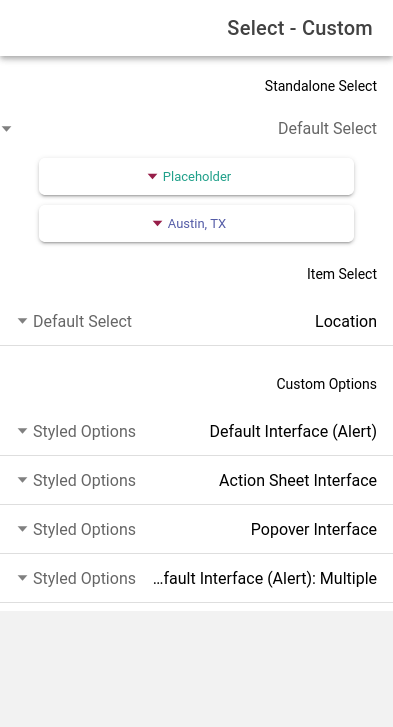 Select - Custom
Standalone Select
Default Select
Placeholder
Austin, TX
Item Select
Location
Default Select
Custom Options
Default Interface (Alert)
Styled Options
Action Sheet Interface
Styled Options
Popover Interface
Styled Options
…fault Interface (Alert): Multiple
Styled Options